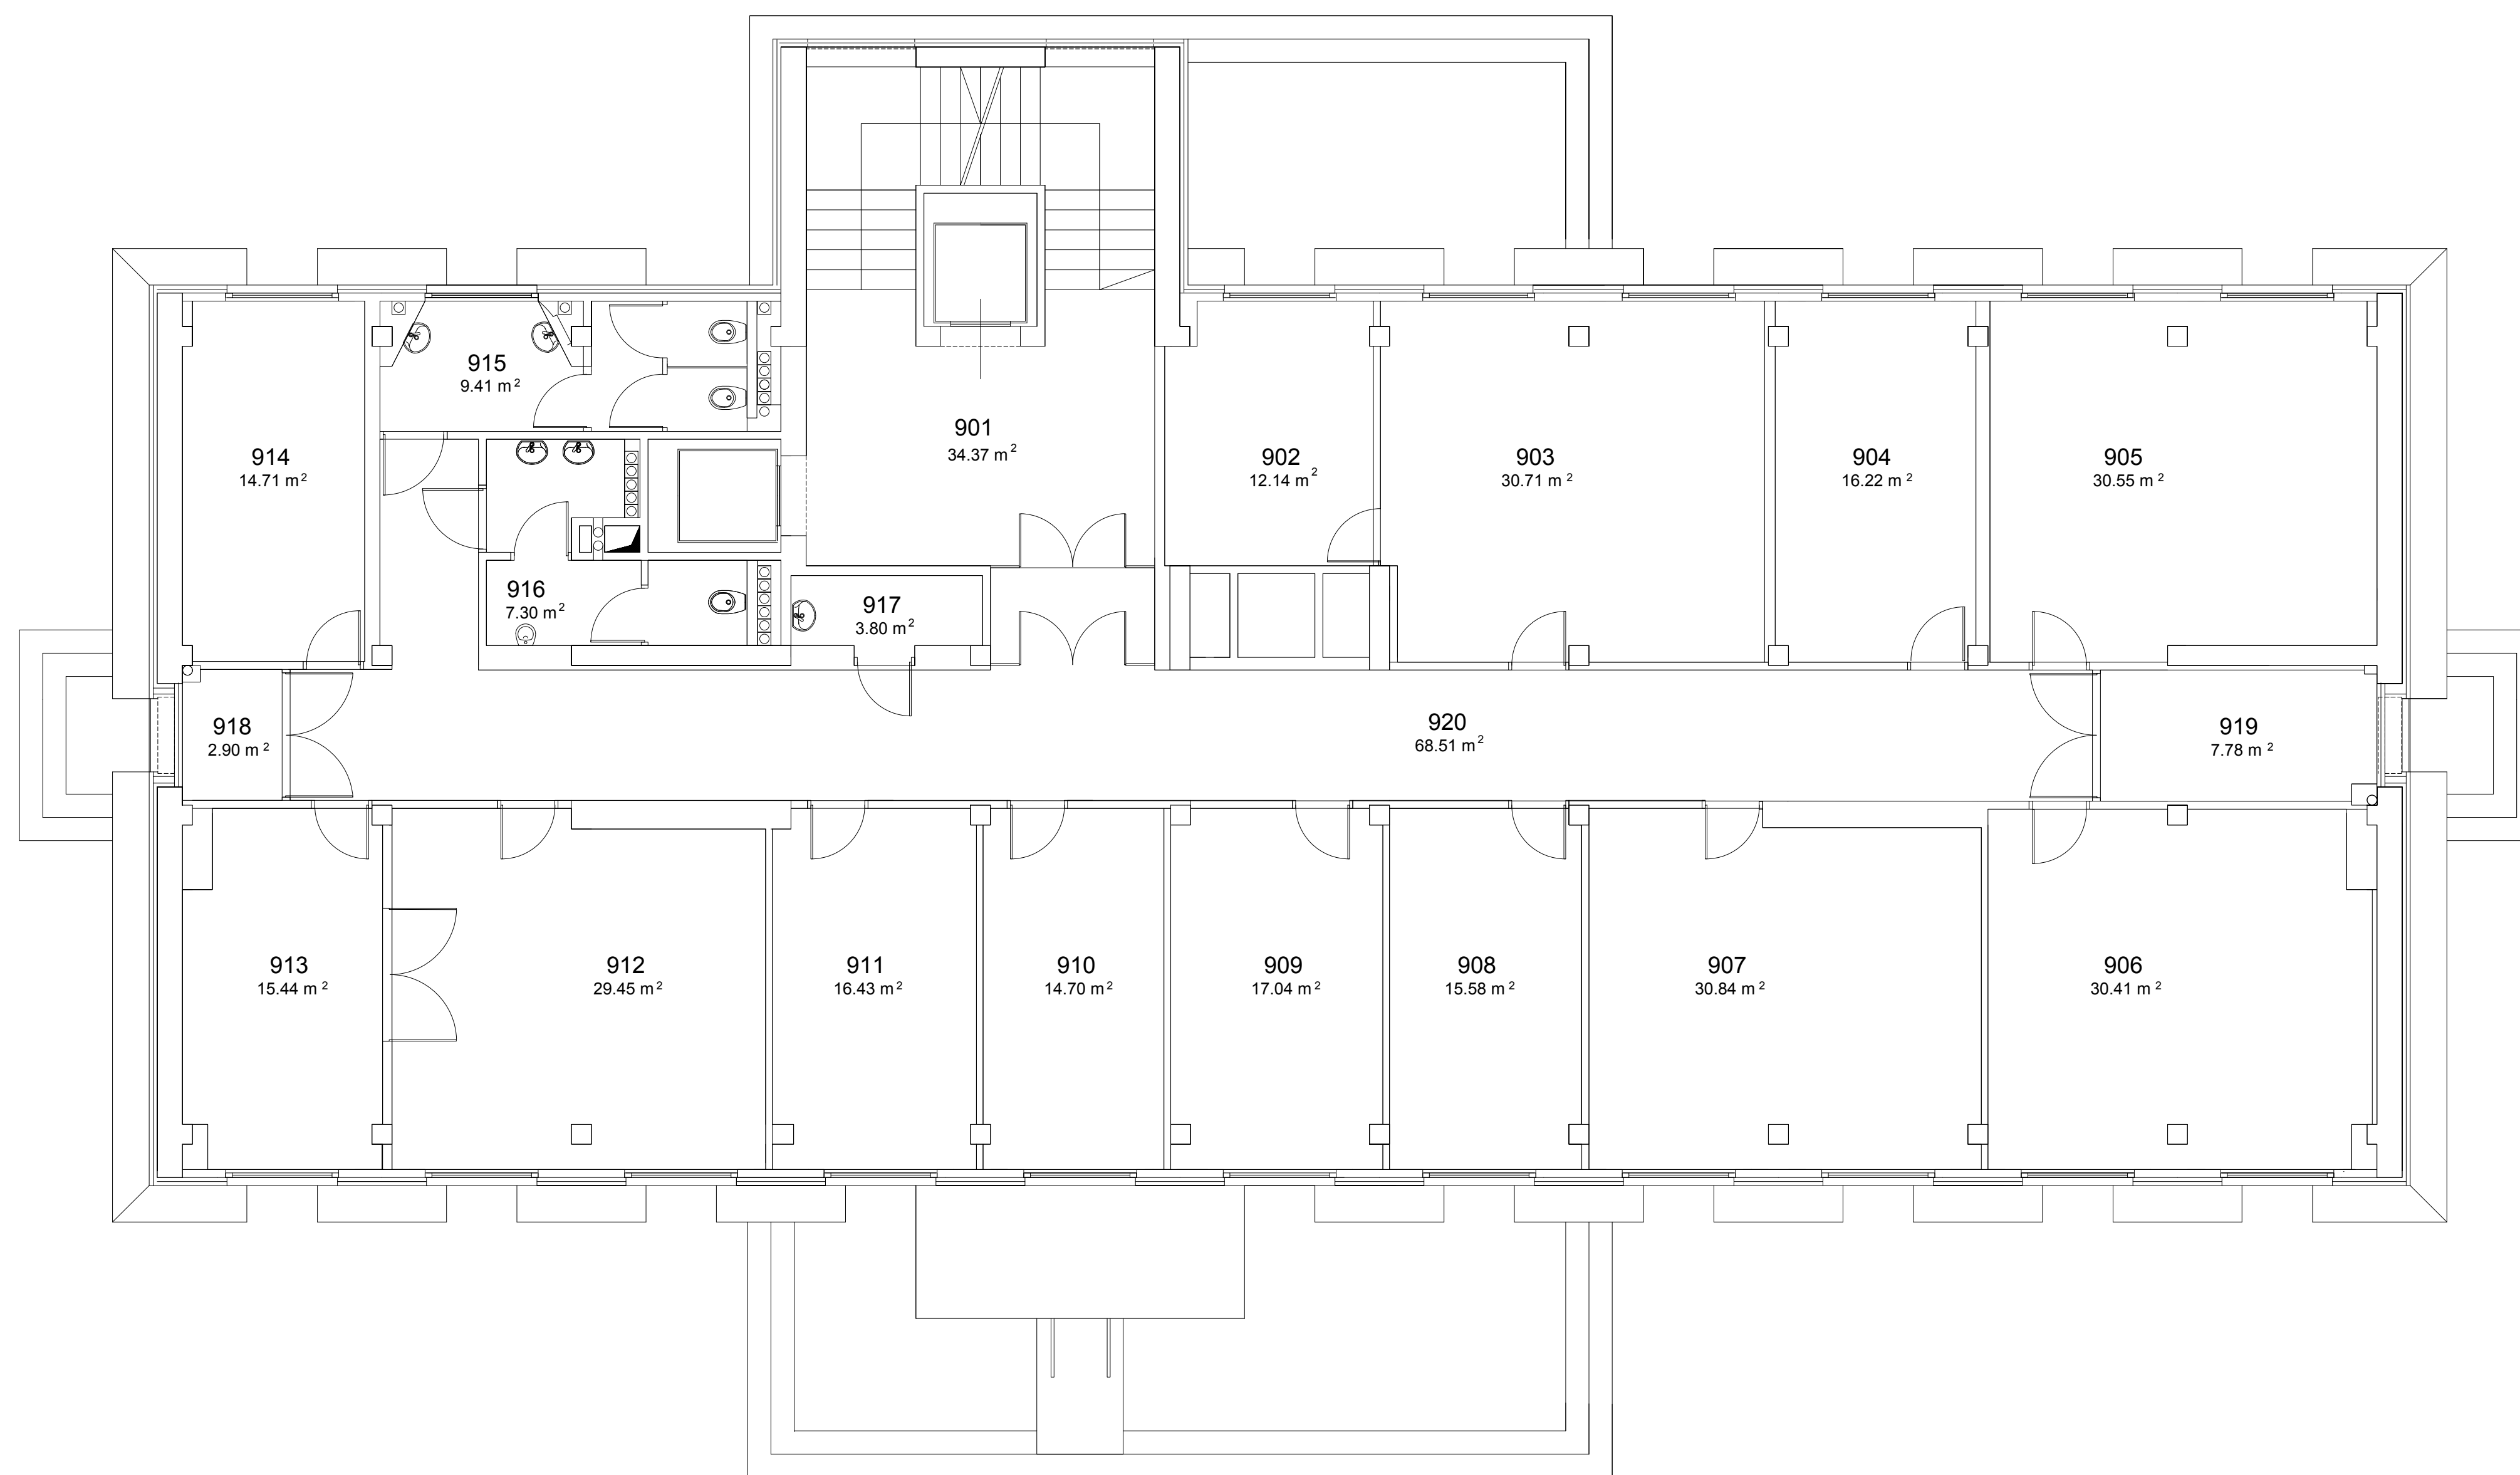 915
9.41 m²
901
34.37 m²
914
14.71 m²
902
12.14 m²
903
30.71 m²
904
16.22 m²
905
30.55 m²
916
7.30 m²
917
3.80 m²
918
2.90 m²
920
68.51 m²
919
7.78 m²
913
15.44 m²
912
29.45 m²
911
16.43 m²
910
14.70 m²
909
17.04 m²
908
15.58 m²
907
30.84 m²
906
30.41 m²